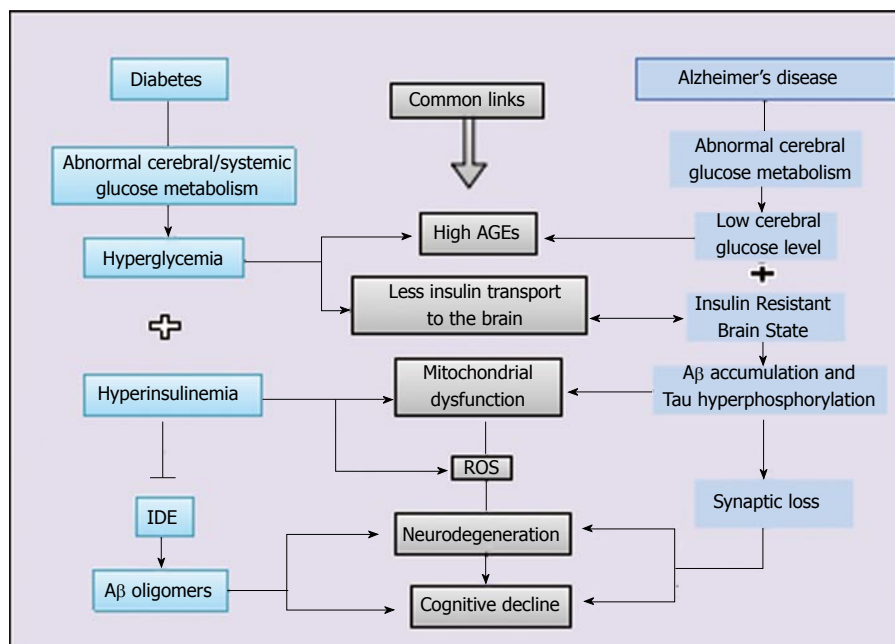 Diabetes
Abnormal cerebral/systemic
glucose metabolism
Hyperglycemia
Hyperinsulinemia
IDE
Aβ oligomers
Common links
High AGEs
Less insulin transport
to the brain
Mitochondrial
dysfunction
ROS
Neurodegeneration
Cognitive decline
Alzheimer's disease
Abnormal cerebral
glucose metabolism
Low cerebral
glucose level
Insulin Resistant
Brain State
Aβ accumulation and
Tau hyperphosphorylation
Synaptic loss